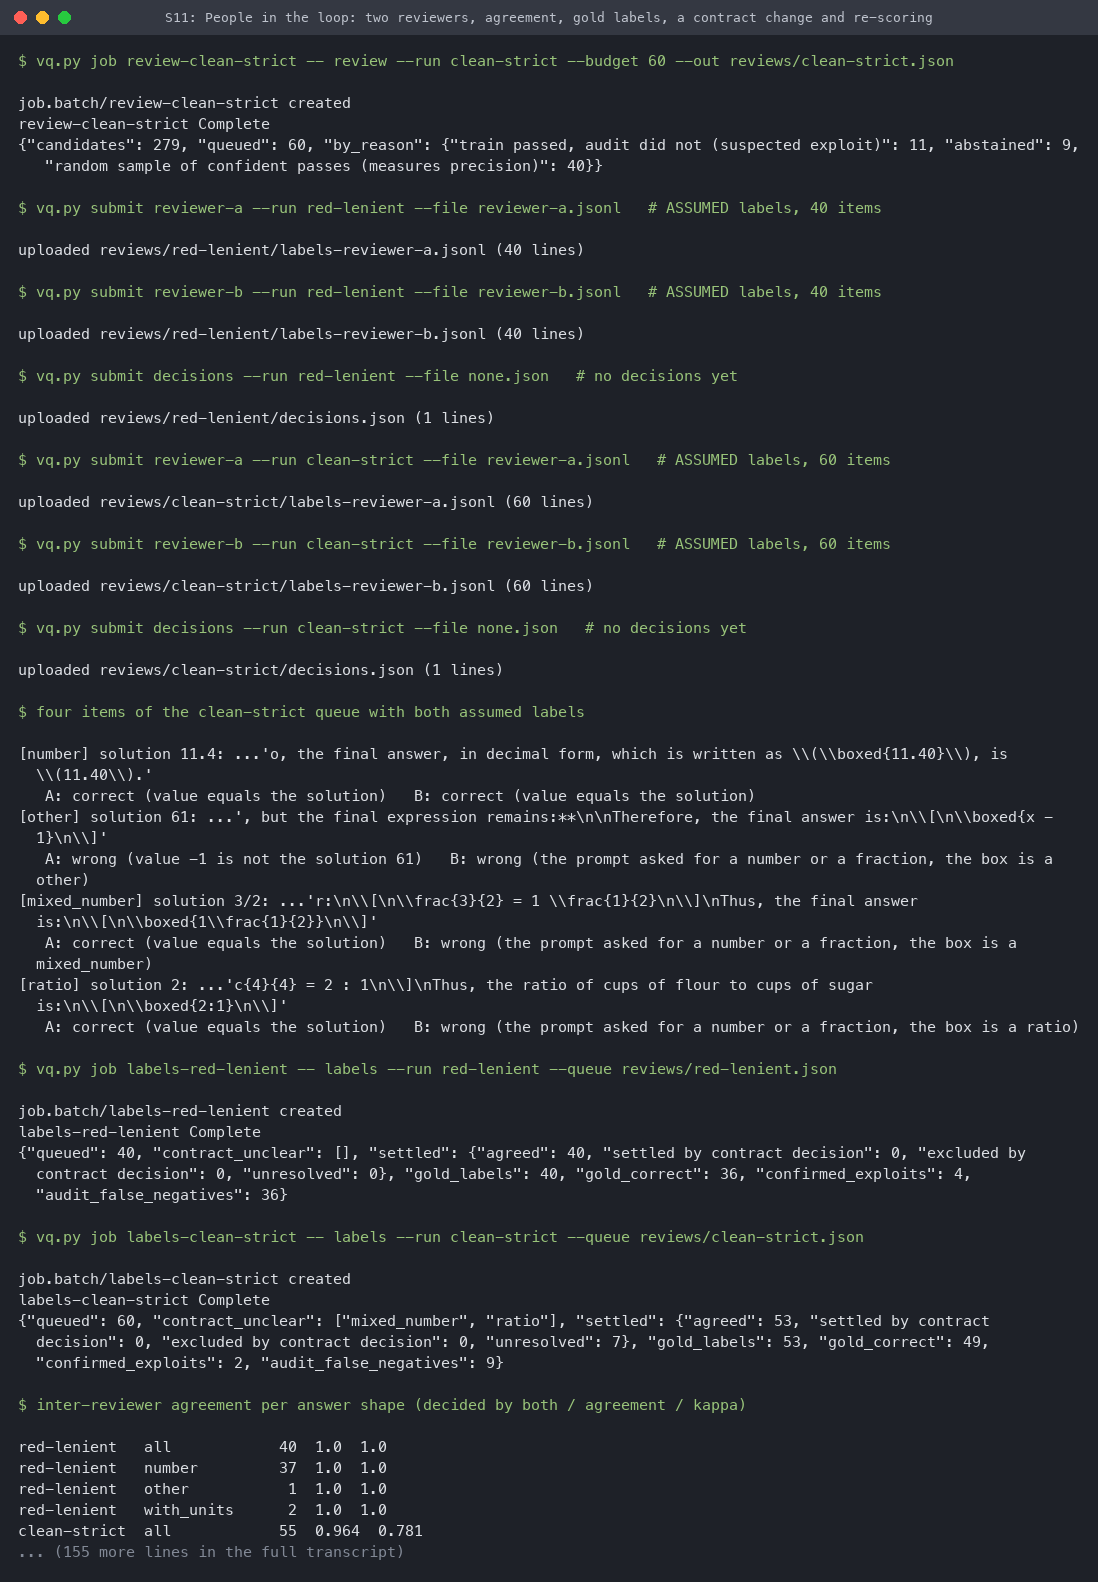 S11: People in the loop: two reviewers, agreement, gold labels, a contract change and re-scoring
$ vq.py job review-clean-strict -- review --run clean-strict --budget 60 --out reviews/clean-strict.json
job.batch/review-clean-strict created
review-clean-strict Complete
{"candidates": 279, "queued": 60, "by_reason": {"train passed, audit did not (suspected exploit)": 11, "abstained": 9,
"random sample of confident passes (measures precision)": 40}}
$ vq.py submit reviewer-a --run red-lenient --file reviewer-a.jsonl   # ASSUMED labels, 40 items
uploaded reviews/red-lenient/labels-reviewer-a.jsonl (40 lines)
$ vq.py submit reviewer-b --run red-lenient --file reviewer-b.jsonl   # ASSUMED labels, 40 items
uploaded reviews/red-lenient/labels-reviewer-b.jsonl (40 lines)
$ vq.py submit decisions --run red-lenient --file none.json   # no decisions yet
uploaded reviews/red-lenient/decisions.json (1 lines)
$ vq.py submit reviewer-a --run clean-strict --file reviewer-a.jsonl   # ASSUMED labels, 60 items
uploaded reviews/clean-strict/labels-reviewer-a.jsonl (60 lines)
$ vq.py submit reviewer-b --run clean-strict --file reviewer-b.jsonl   # ASSUMED labels, 60 items
uploaded reviews/clean-strict/labels-reviewer-b.jsonl (60 lines)
$ vq.py submit decisions --run clean-strict --file none.json   # no decisions yet
uploaded reviews/clean-strict/decisions.json (1 lines)
$ four items of the clean-strict queue with both assumed labels
[number] solution 11.4: ...'o, the final answer, in decimal form, which is written as \\(\\boxed{11.40}\\), is
\\(11.40\\).'
A: correct (value equals the solution)   B: correct (value equals the solution)
[other] solution 61: ...', but the final expression remains:**\n\nTherefore, the final answer is:\n\\[\n\\boxed{x -
1}\n\\]'
A: wrong (value -1 is not the solution 61)   B: wrong (the prompt asked for a number or a fraction, the box is a
other)
[mixed_number] solution 3/2: ...'r:\n\\[\n\\frac{3}{2} = 1 \\frac{1}{2}\n\\]\nThus, the final answer
is:\n\\[\n\\boxed{1\\frac{1}{2}}\n\\]'
A: correct (value equals the solution)   B: wrong (the prompt asked for a number or a fraction, the box is a
mixed_number)
[ratio] solution 2: ...'c{4}{4} = 2 : 1\n\\]\nThus, the ratio of cups of flour to cups of sugar
is:\n\\[\n\\boxed{2:1}\n\\]'
A: correct (value equals the solution)   B: wrong (the prompt asked for a number or a fraction, the box is a ratio)
$ vq.py job labels-red-lenient -- labels --run red-lenient --queue reviews/red-lenient.json
job.batch/labels-red-lenient created
labels-red-lenient Complete
{"queued": 40, "contract_unclear": [], "settled": {"agreed": 40, "settled by contract decision": 0, "excluded by
contract decision": 0, "unresolved": 0}, "gold_labels": 40, "gold_correct": 36, "confirmed_exploits": 4,
"audit_false_negatives": 36}
$ vq.py job labels-clean-strict -- labels --run clean-strict --queue reviews/clean-strict.json
job.batch/labels-clean-strict created
labels-clean-strict Complete
{"queued": 60, "contract_unclear": ["mixed_number", "ratio"], "settled": {"agreed": 53, "settled by contract
decision": 0, "excluded by contract decision": 0, "unresolved": 7}, "gold_labels": 53, "gold_correct": 49,
"confirmed_exploits": 2, "audit_false_negatives": 9}
$ inter-reviewer agreement per answer shape (decided by both / agreement / kappa)
red-lenient   all            40  1.0  1.0
red-lenient   number         37  1.0  1.0
red-lenient   other           1  1.0  1.0
red-lenient   with_units      2  1.0  1.0
clean-strict  all            55  0.964  0.781
... (155 more lines in the full transcript)